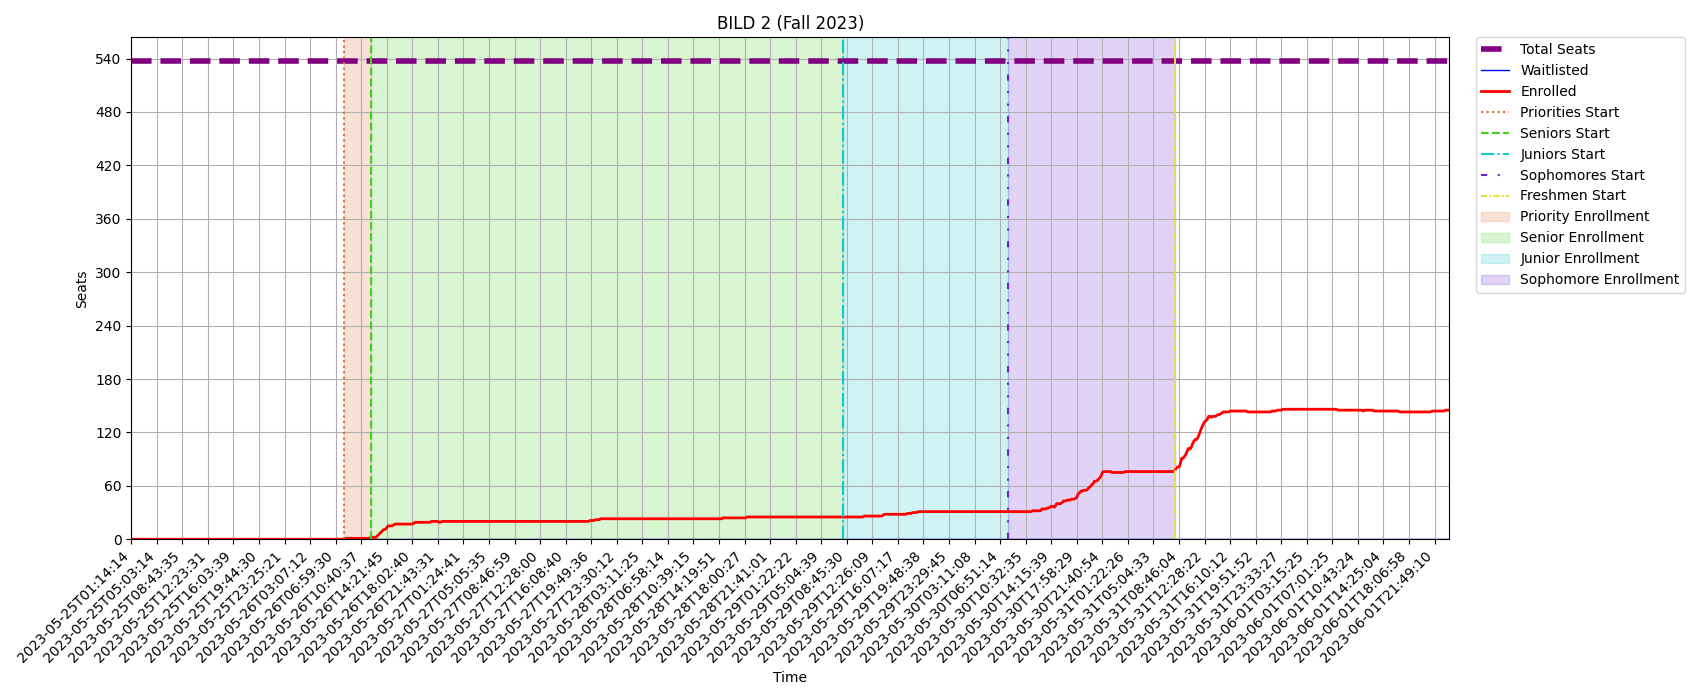 BILD 2 (Fall 2023)
Seats
540
480
420
360
300
240
180
120
60
0
2023-05-25T01:14:14
2023-05-25T05:03:14
2023-05-25T08:43:35
2023-05-25T12:23:31
2023-05-25T16:03:39
2023-05-25T19:44:30
2023-05-25T23:25:21
2023-05-26T03:07:12
2023-05-26T06:59:30
2023-05-26T10:40:37
2023-05-26T14:21:45
2023-05-26T18:02:40
2023-05-26T21:43:31
2023-05-27T01:24:41
2023-05-27T05:05:35
2023-05-27T08:46:59
2023-05-27T12:28:00
2023-05-27T16:08:40
2023-05-27T19:49:36
2023-05-27T23:30:12
2023-05-28T03:11:25
2023-05-28T06:58:14
2023-05-28T10:39:15
2023-05-28T14:19:51
2023-05-28T18:00:27
2023-05-28T21:41:01
2023-05-29T01:22:22
2023-05-29T05:04:39
2023-05-29T08:45:30
2023-05-29T12:26:09
2023-05-29T16:07:17
2023-05-29T19:48:38
2023-05-29T23:29:45
2023-05-30T03:11:08
2023-05-30T06:51:14
2023-05-30T10:32:35
2023-05-30T14:15:39
2023-05-30T17:58:29
2023-05-30T21:40:54
2023-05-31T01:22:26
2023-05-31T05:04:33
2023-05-31T08:46:04
2023-05-31T12:28:22
2023-05-31T16:10:12
2023-05-31T19:51:52
2023-05-31T23:33:27
2023-06-01T03:15:25
2023-06-01T07:01:25
2023-06-01T10:43:24
2023-06-01T14:25:04
2023-06-01T18:06:58
2023-06-01T21:49:10
Time
Total Seats
Waitlisted
Enrolled
Priorities Start
Seniors Start
Juniors Start
Sophomores Start
Freshmen Start
Priority Enrollment
Senior Enrollment
Junior Enrollment
Sophomore Enrollment